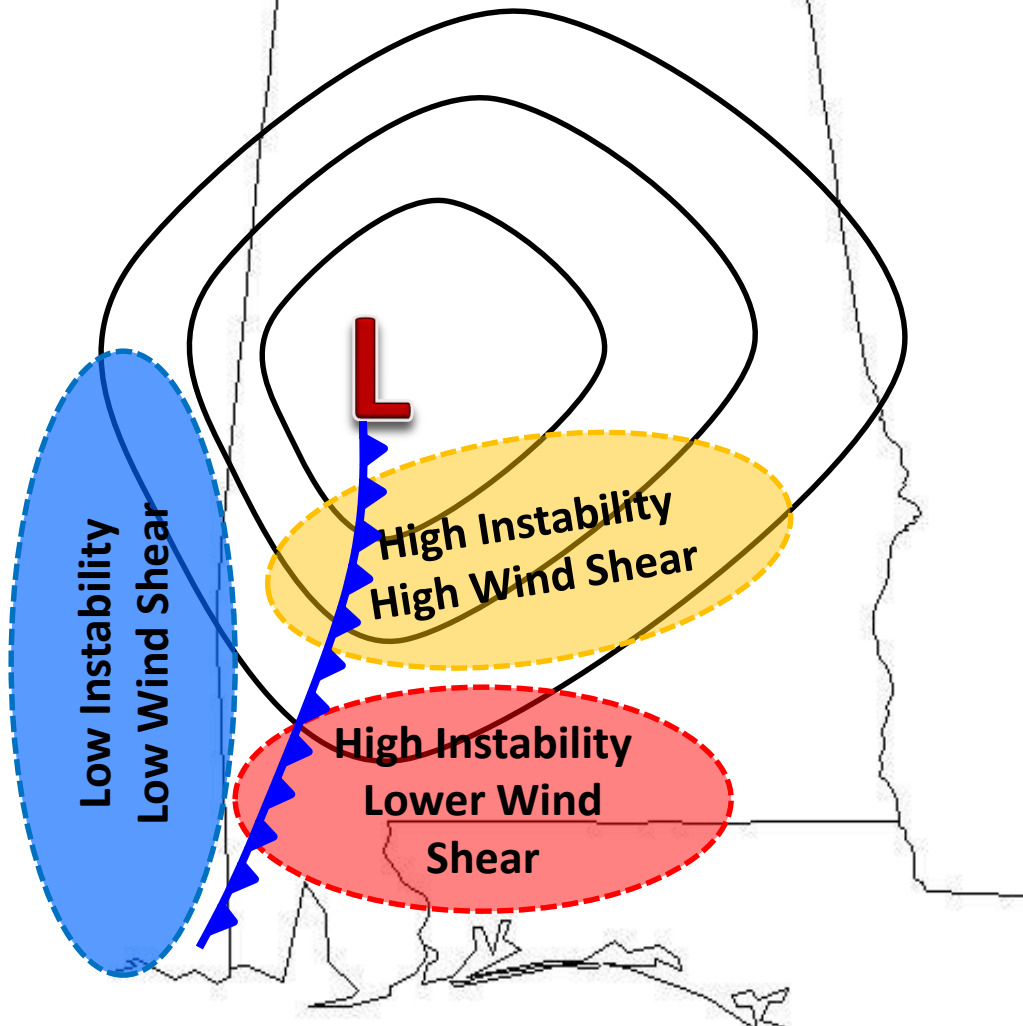 L
High Instability
High Wind Shear
Low Instability
Low Wind Shear
High Instability
Lower Wind
Shear